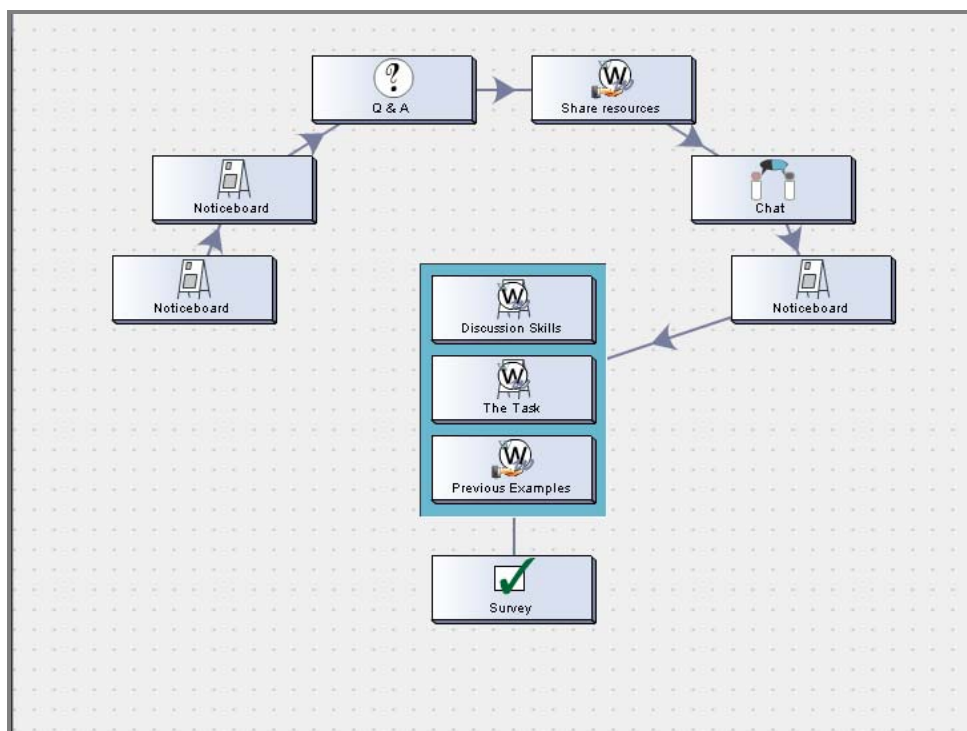 ?
Q & A
W
Share resources
Noticeboard
Chat
Noticeboard
Noticeboard
W
Discussion Skills
W
The Task
W
Previous Examples
Survey